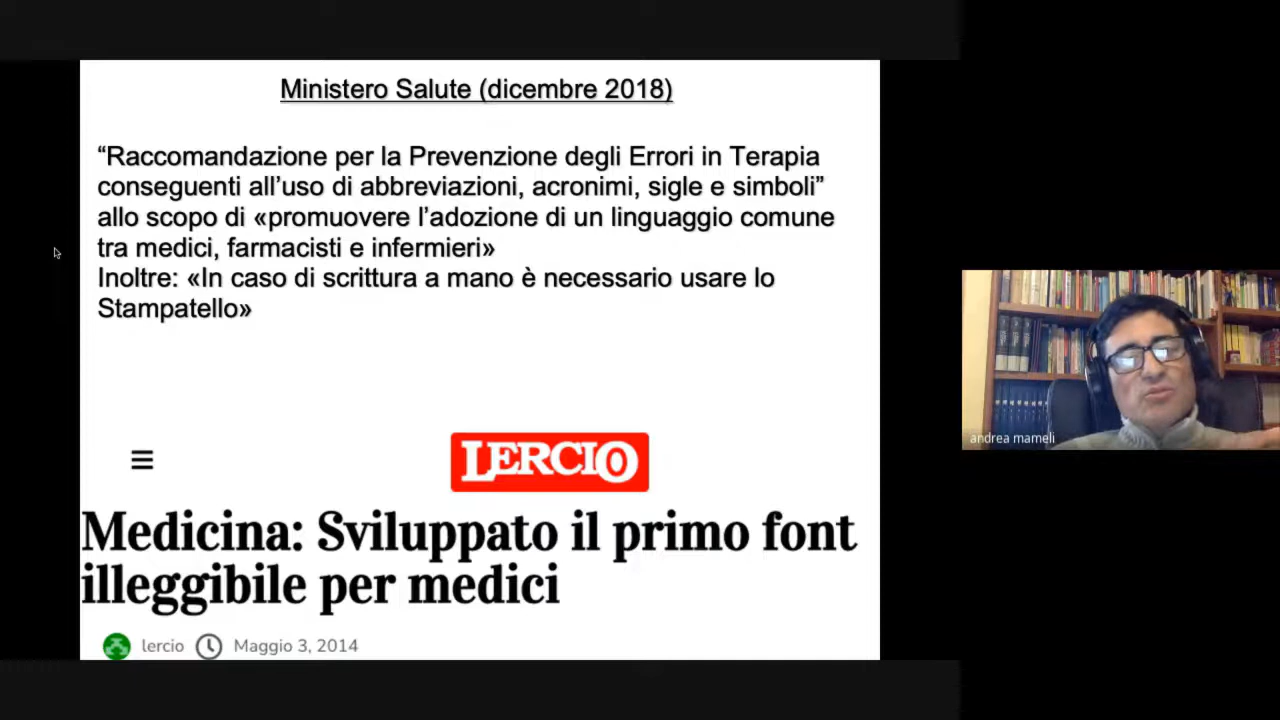 Ministero Salute (dicembre 2018)
“Raccomandazione per la Prevenzione degli Errori in Terapia
conseguenti all’uso di abbreviazioni, acronimi, sigle e simboli”
allo scopo di «promuovere l’adozione di un linguaggio comune
tra medici, farmacisti e infermieri»
Inoltre: «In caso di scrittura a mano è necessario usare lo
Stampatello»
LERCIO
Medicina: Sviluppato il primo font
illeggibile per medici
lercio Maggio 3, 2014
andrea mameli